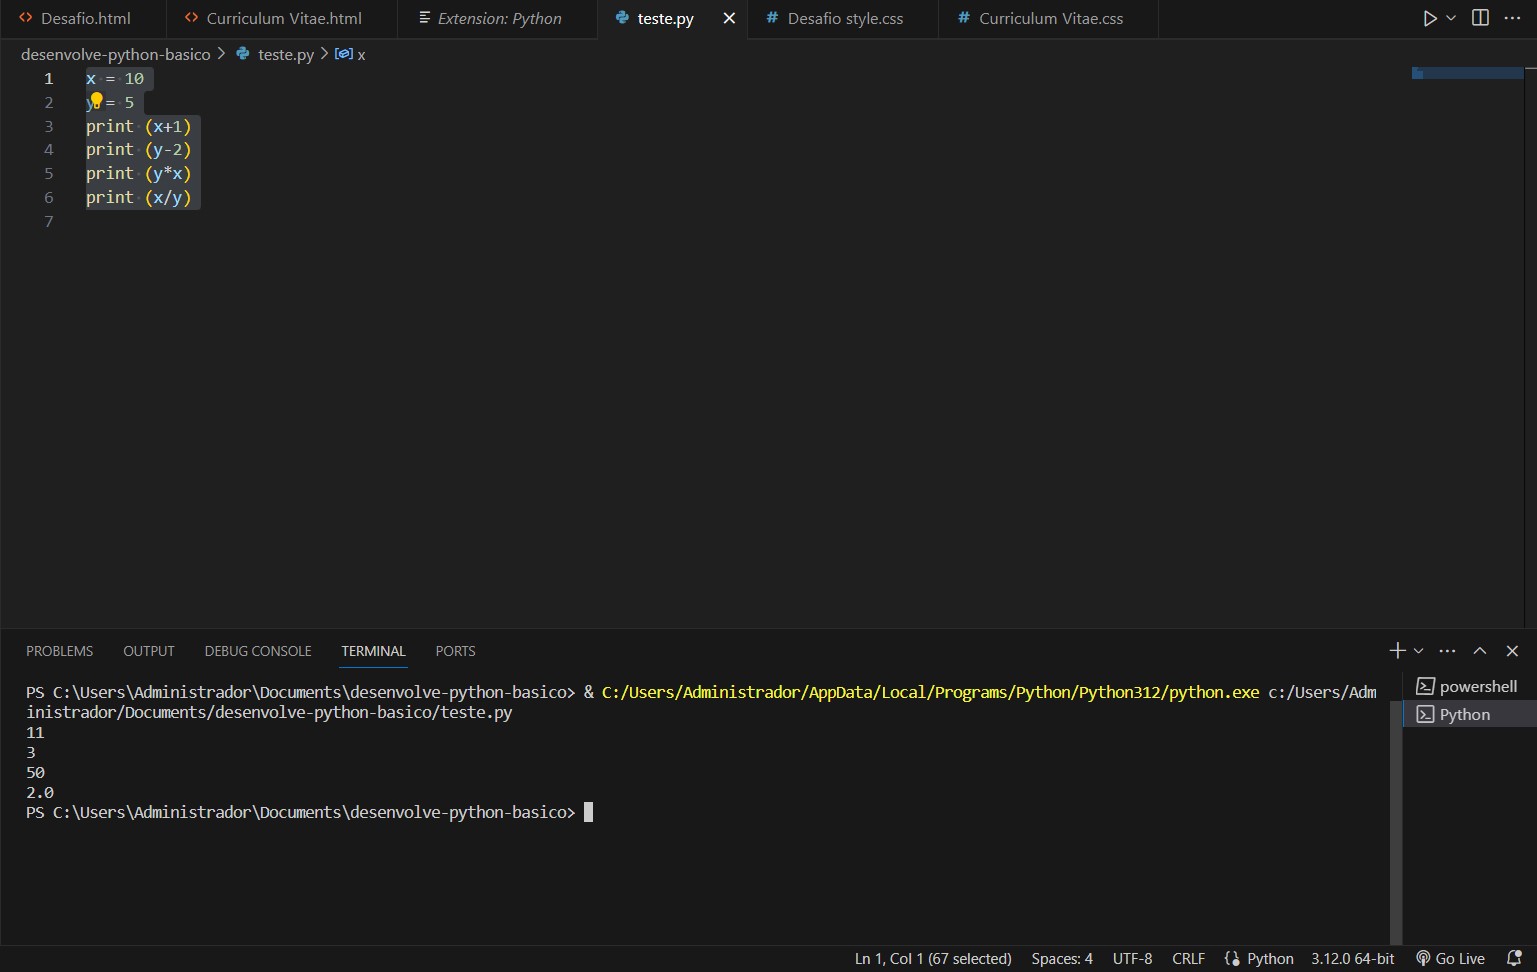 Desafio.html Curriculum Vitae.html Extension: Python teste.py Desafio style.css Curriculum Vitae.css
desenvolve-python-basico > teste.py > x
1 x = 10
2 y = 5
3 print (x+1)
4 print (y-2)
5 print (y*x)
6 print (x/y)
7
PROBLEMS OUTPUT DEBUG CONSOLE TERMINAL PORTS
PS C:\Users\Administrador\Documents\desenvolve-python-basico> & C:/Users/Administrador/AppData/Local/Programs/Python/Python312/python.exe c:/Users/Adm
inistrador/Documents/desenvolve-python-basico/teste.py
11
3
50
2.0
PS C:\Users\Administrador\Documents\desenvolve-python-basico>
powershell
Python
Ln 1, Col 1 (67 selected) Spaces: 4 UTF-8 CRLF Python 3.12.0 64-bit Go Live